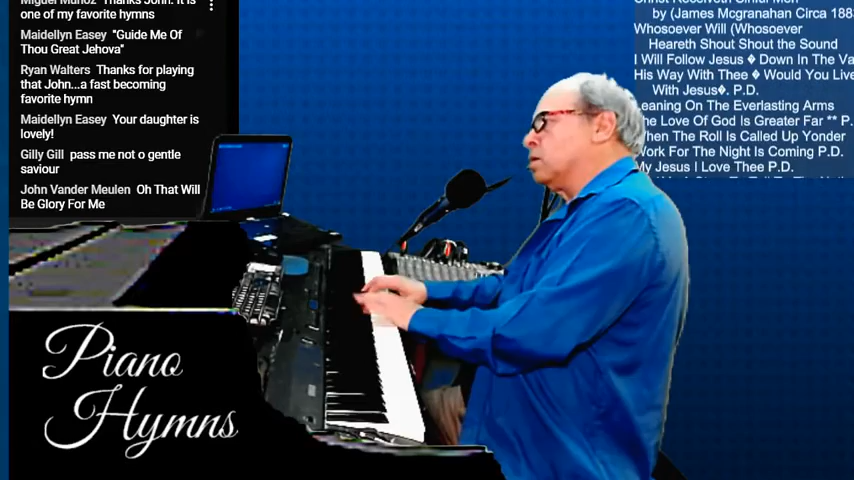 Miguel Munoz Thanks John. It is
one of my favorite hymns
Maidellyn Easey "Guide Me Of
Thou Great Jehova"
Ryan Walters Thanks for playing
that John...a fast becoming
favorite hymn
Maidellyn Easey Your daughter is
lovely!
Gilly Gill pass me not o gentle
saviour
John Vander Meulen Oh That Will
Be Glory For Me
Piano
Hymns
Christ Receiveth Sinful Men
by (James Mcgranahan Circa 188
Whosoever Will (Whosoever
Heareth Shout Shout the Sound
I Will Follow Jesus � Down In The Va
His Way With Thee � Would You Live
With Jesus�. P.D.
Leaning On The Everlasting Arms
The Love Of God Is Greater Far ** P.
When The Roll Is Called Up Yonder
Work For The Night Is Coming P.D.
My Jesus I Love Thee P.D.